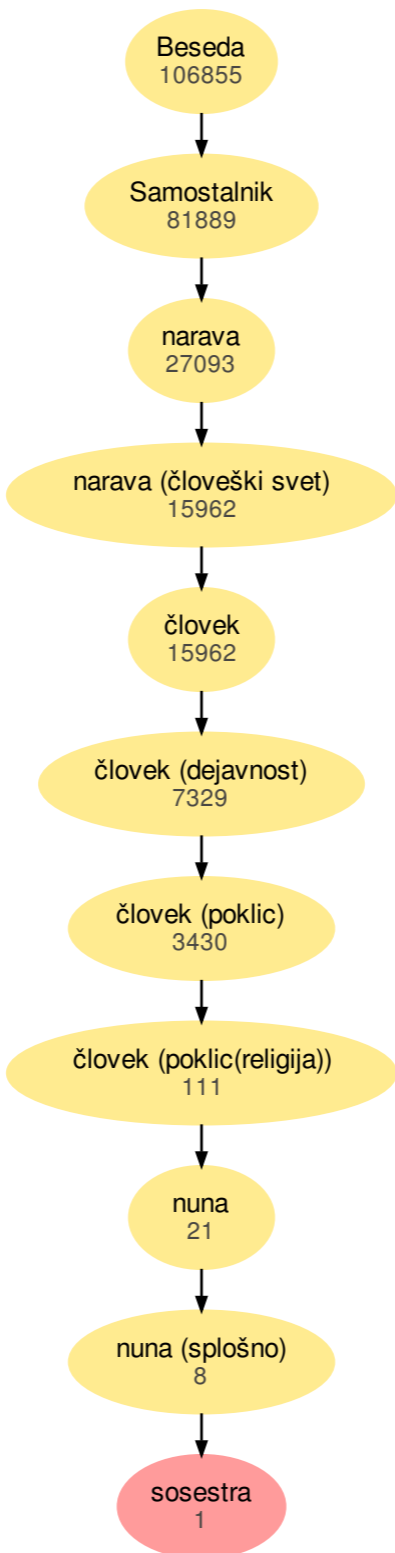 Beseda
106855
Samostalnik
81889
narava
27093
narava (človeški svet)
15962
človek
15962
človek (dejavnost)
7329
človek (poklic)
3430
človek (poklic(religija))
111
nuna
21
nuna (splošno)
8
sosestra
1